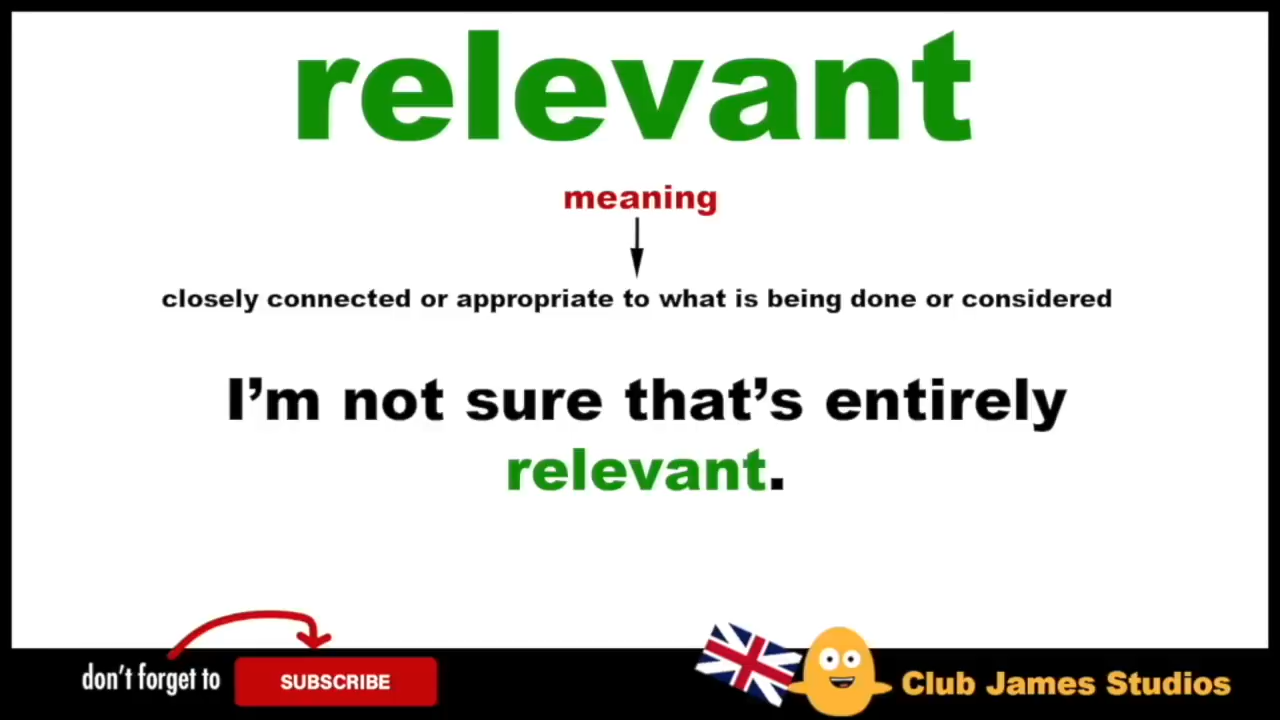 relevant
meaning
closely connected or appropriate to what is being done or considered
I'm not sure that's entirely
relevant.
don't forget to
SUBSCRIBE
Club James Studios